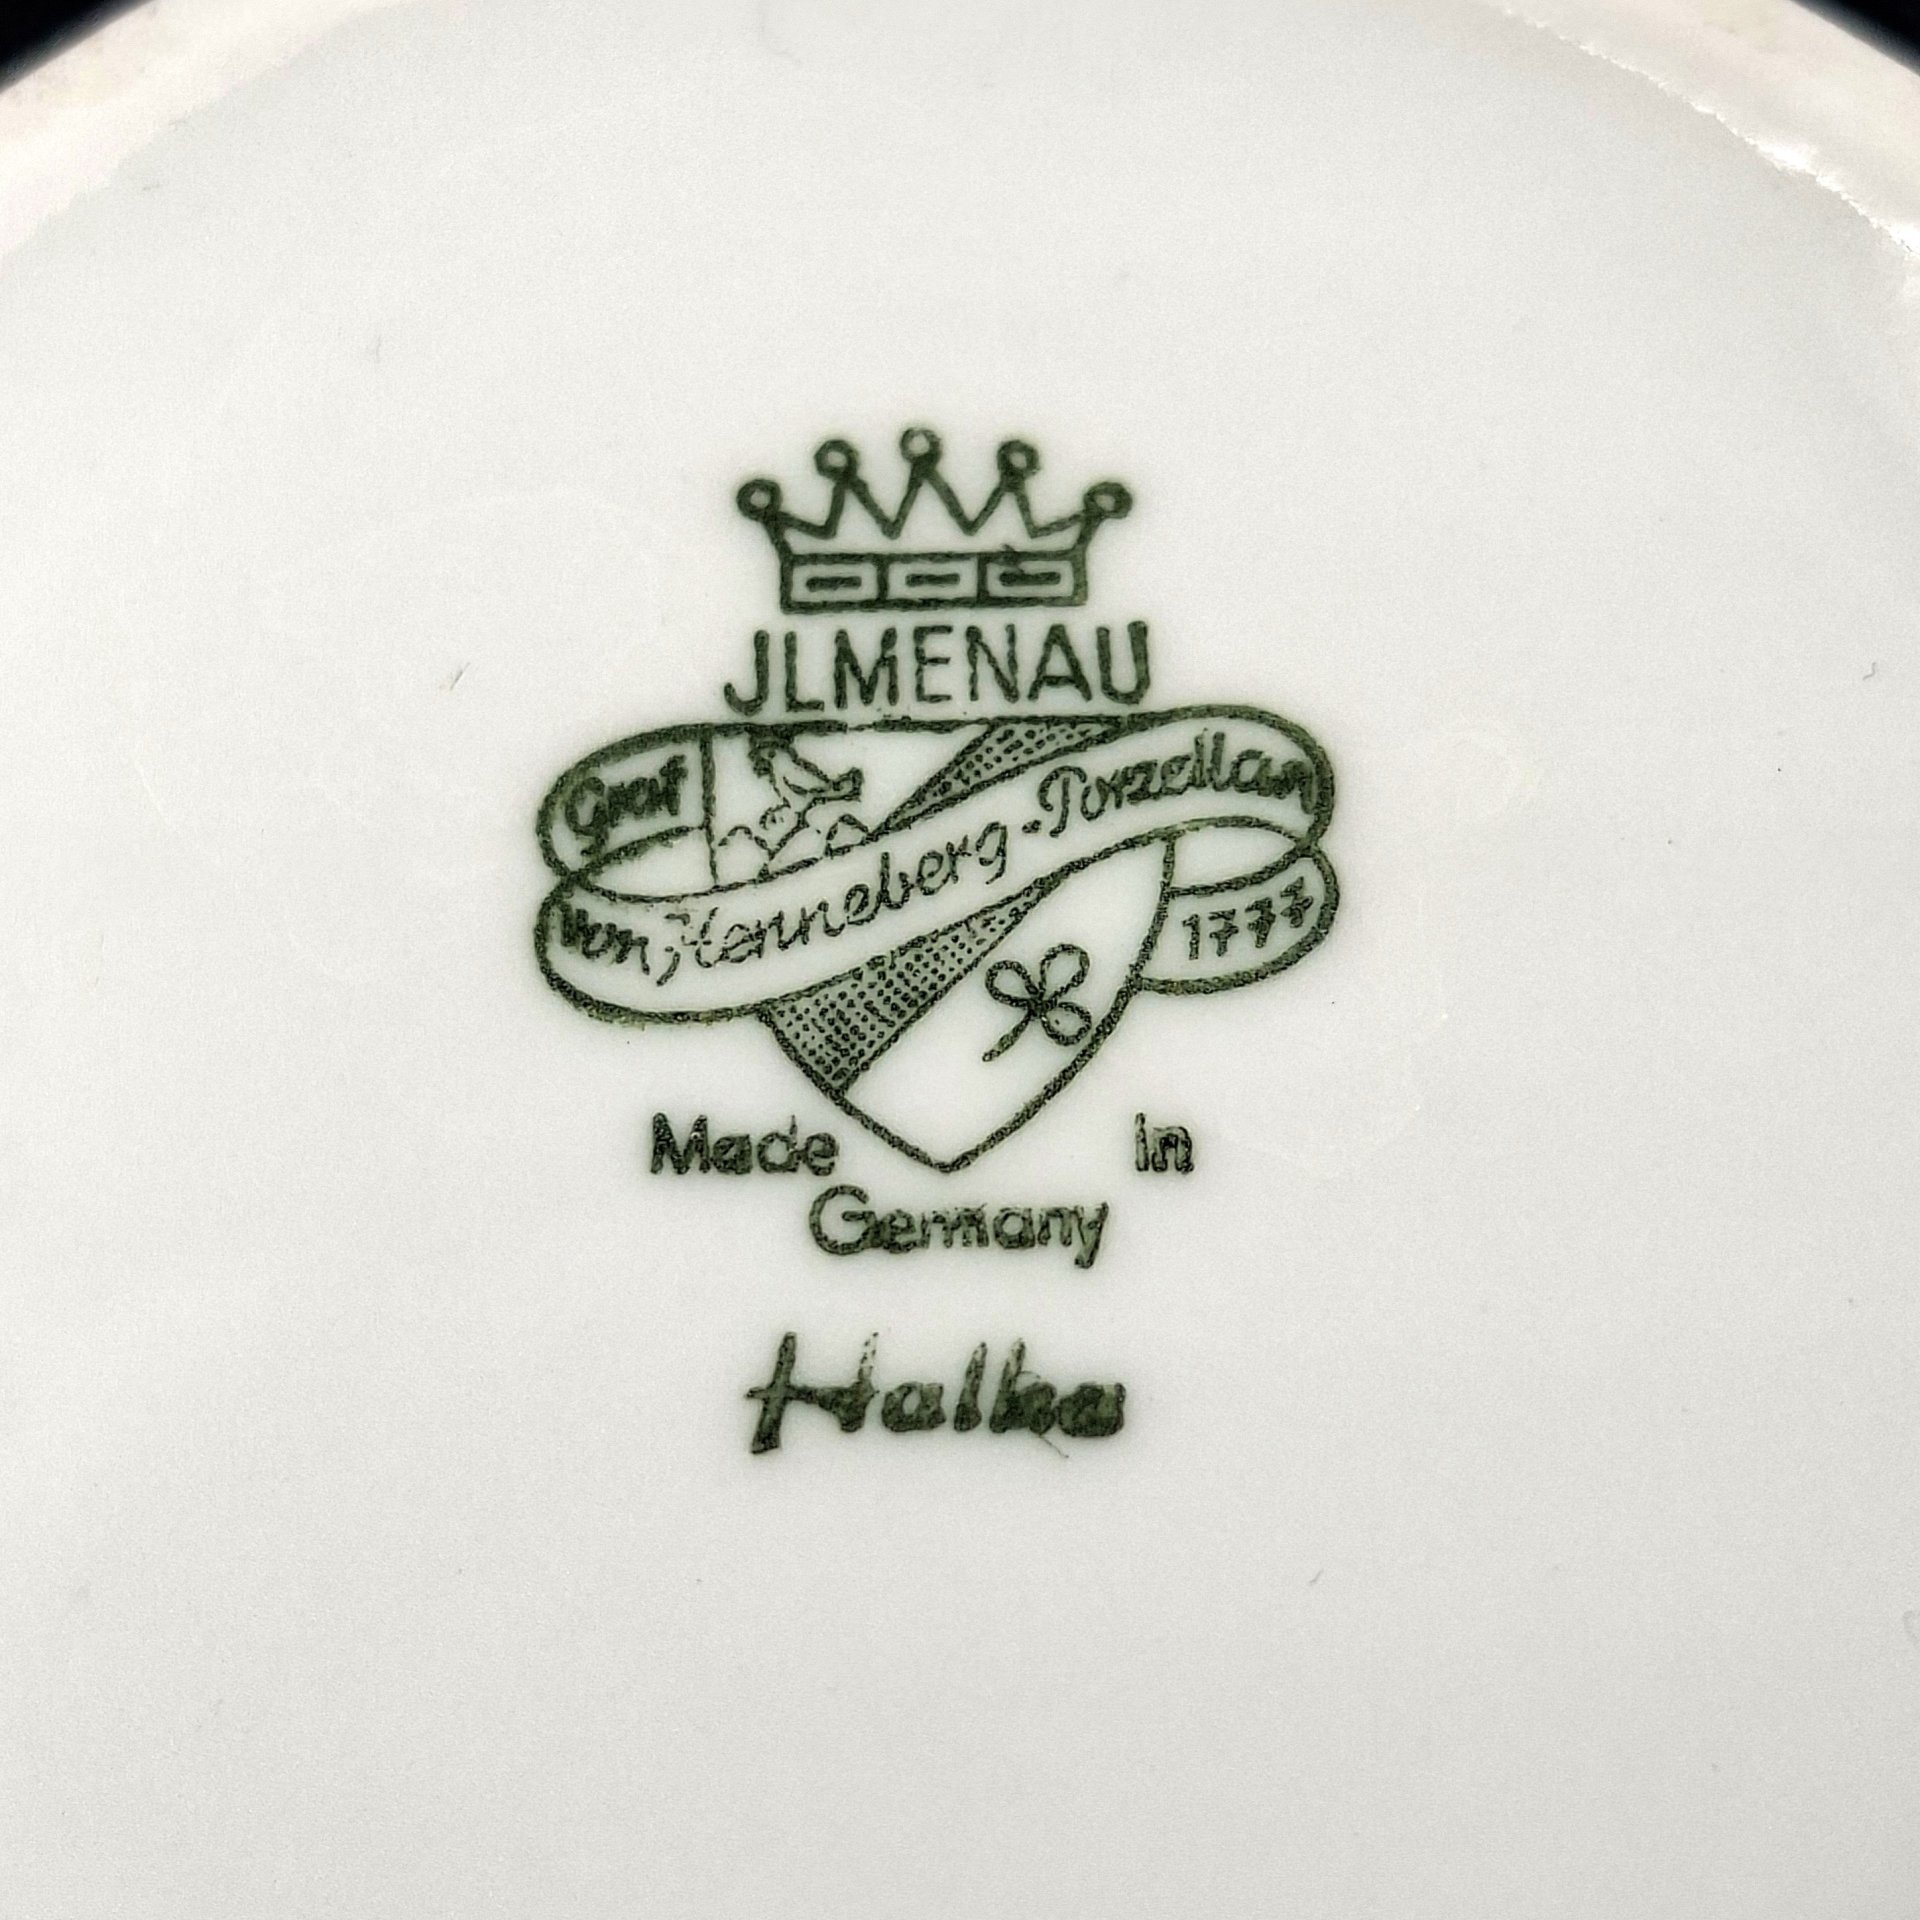 JLMENAU
Graf
von Henneberg-Porzellan
1777
Made in
Germany
Halka